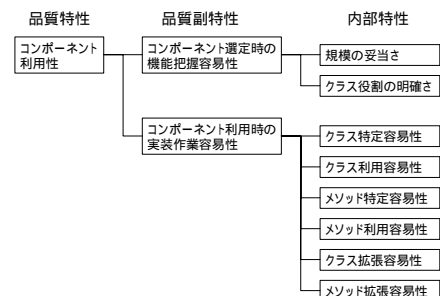 品質特性
品質副特性
内部特性
コンポーネント
利用性
コンポーネント選定時の
機能把握容易性
規模の妥当さ
クラス役割の明確さ
コンポーネント利用時の
実装作業容易性
クラス特定容易性
クラス利用容易性
メソッド特定容易性
メソッド利用容易性
クラス拡張容易性
メソッド拡張容易性